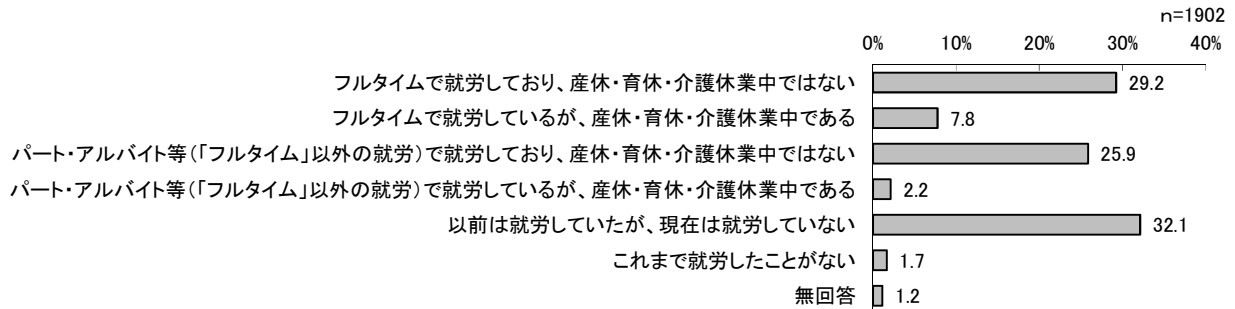 n=1902
0% 10% 20% 30% 40%
フルタイムで就労しており、産休・育休・介護休業中ではない 29.2
フルタイムで就労しているが、産休・育休・介護休業中である 7.8
パート・アルバイト等(「フルタイム」以外の就労)で就労しており、産休・育休・介護休業中ではない 25.9
パート・アルバイト等(「フルタイム」以外の就労)で就労しているが、産休・育休・介護休業中である 2.2
以前は就労していたが、現在は就労していない 32.1
これまで就労したことがない 1.7
無回答 1.2